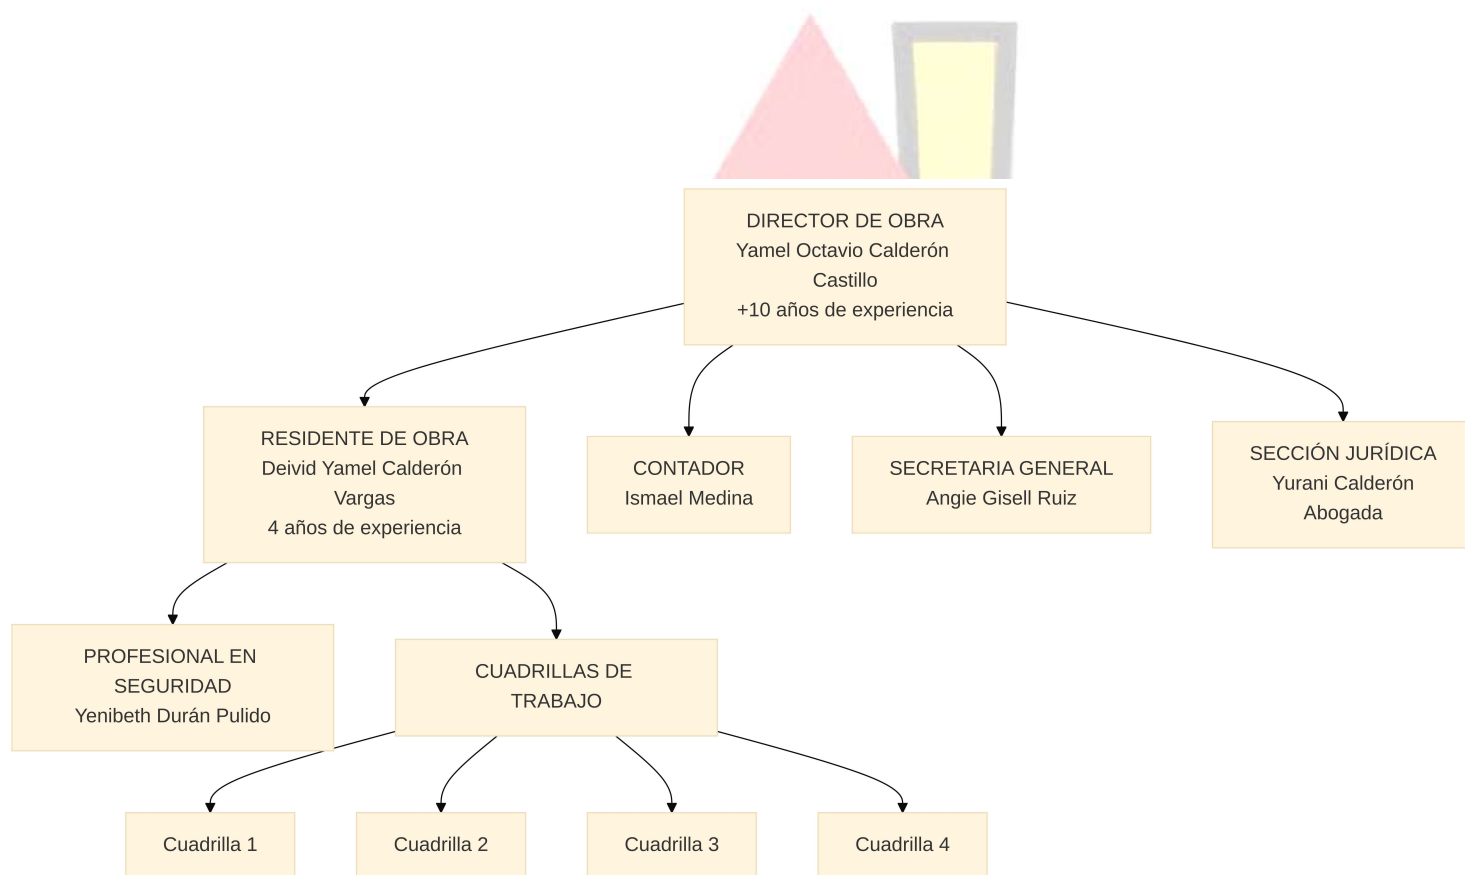 DIRECTOR DE OBRA
Yamel Octavio Calderón
Castillo
+10 años de experiencia
RESIDENTE DE OBRA
Deivid Yamel Calderón
Vargas
4 años de experiencia
CONTADOR
Ismael Medina
SECRETARIA GENERAL
Angie Gisell Ruiz
SECCIÓN JURÍDICA
Yurani Calderón
Abogada
PROFESIONAL EN
SEGURIDAD
Yenibeth Durán Pulido
CUADRILLAS DE
TRABAJO
Cuadrilla 1
Cuadrilla 2
Cuadrilla 3
Cuadrilla 4